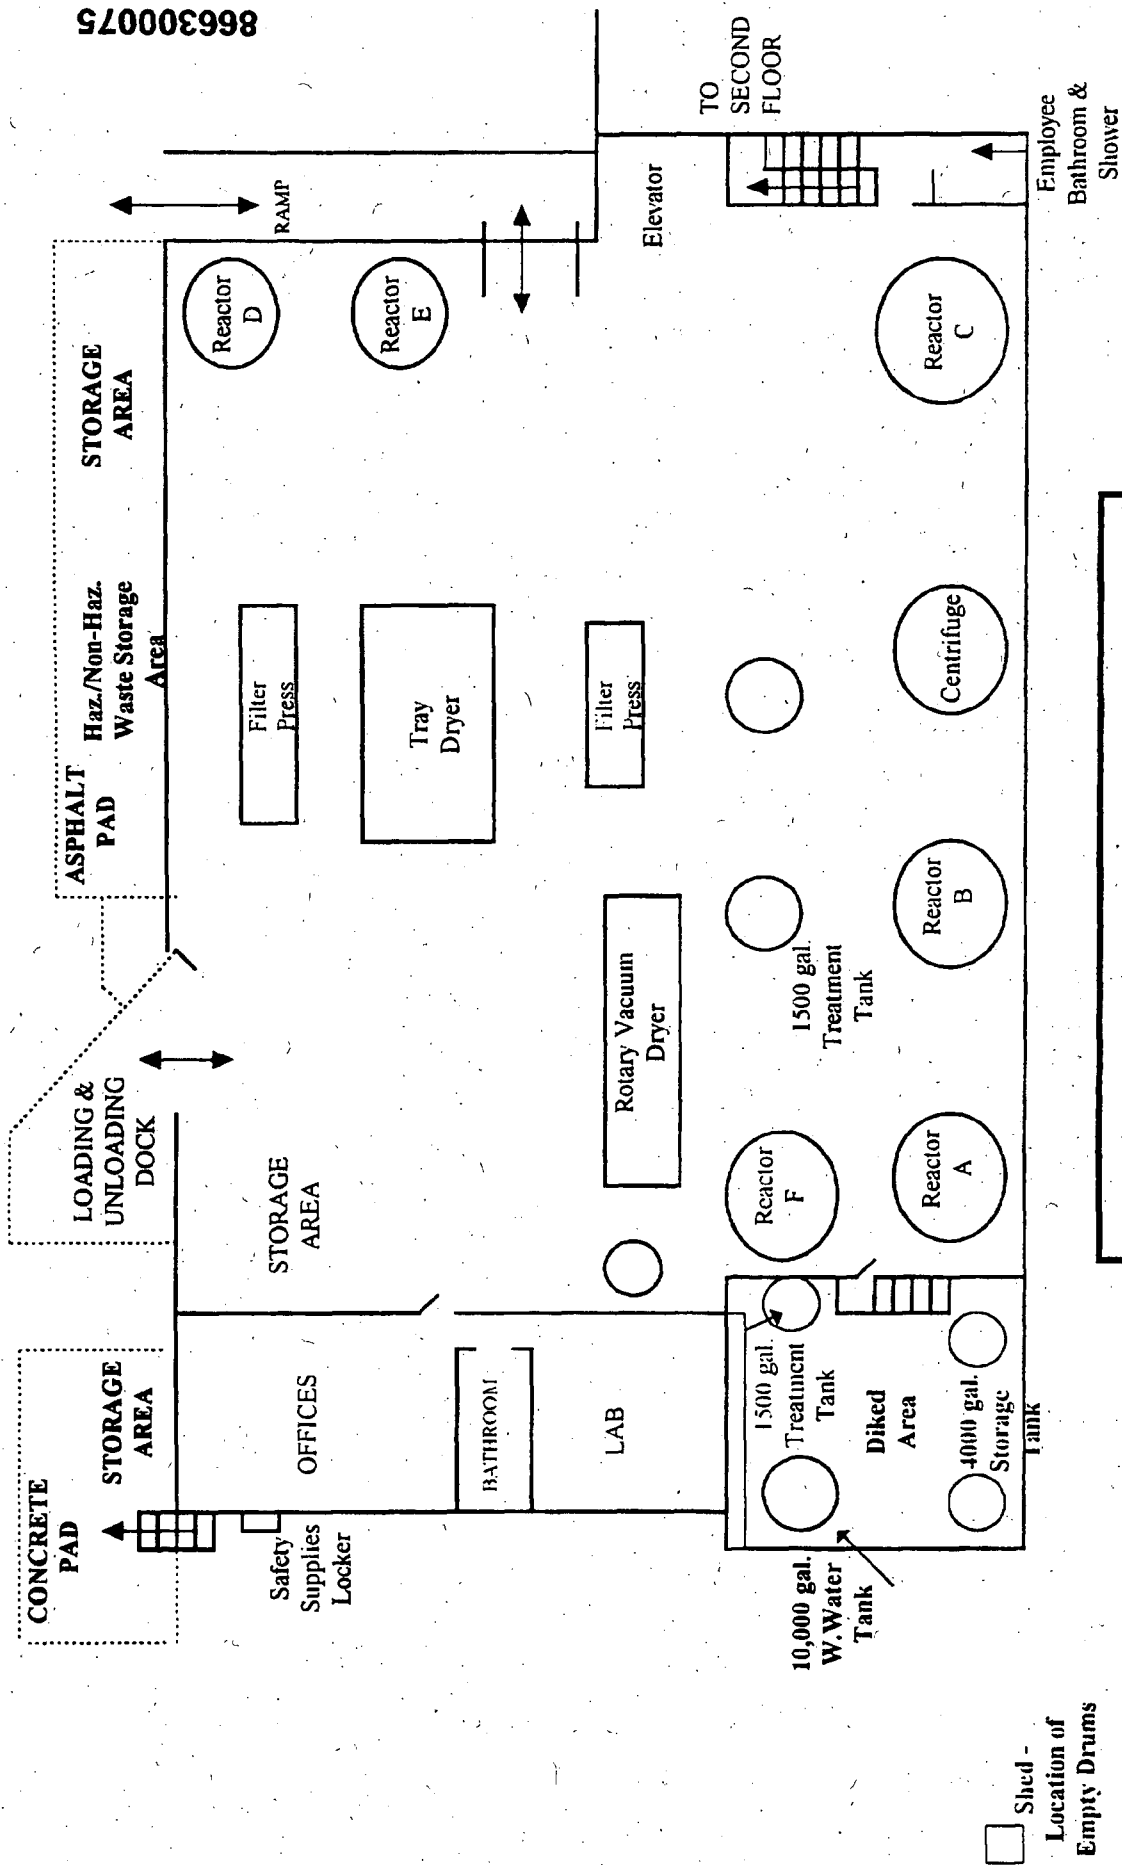 866300075
CONCRETE
PAD
STORAGE
AREA
LOADING &
UNLOADING
DOCK
ASPHALT
PAD
Haz./Non-Haz.
Waste Storage
Area
STORAGE
AREA
RAMP
Safety
Supplies
Locker
OFFICES
STORAGE
AREA
Filter
Press
Reactor
D
BATHROOM
Tray
Dryer
Reactor
E
LAB
Rotary Vacuum
Dryer
Filter
Press
Elevator
TO
SECOND
FLOOR
10,000 gal.
W.Water
Tank
1500 gal.
Treatment
Tank
Diked
Area
4000 gal.
Storage
Tank
Reactor
F
1500 gal.
Treatment
Tank
Reactor
A
Reactor
B
Centrifuge
Reactor
C
Employee
Bathroom &
Shower
Shed -
Location of
Empty Drums